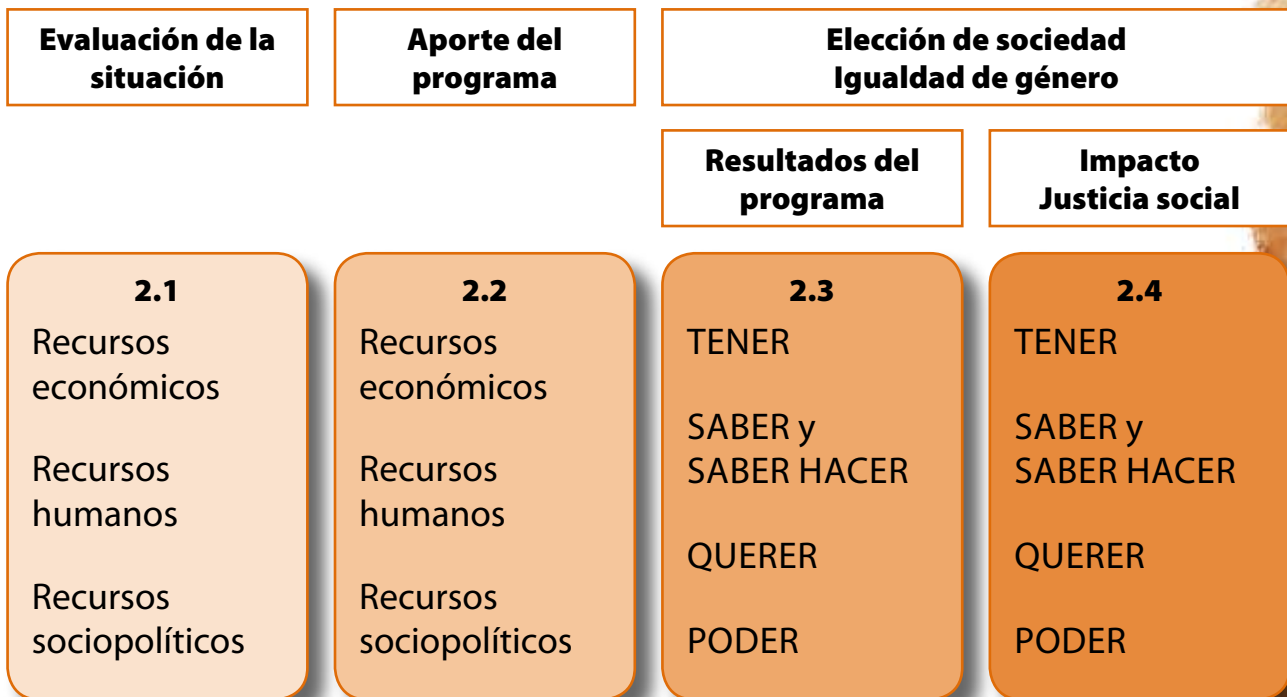 Evaluación de la
situación
Aporte del
programa
Elección de sociedad
Igualdad de género
Resultados del
programa
Impacto
Justicia social
2.1
Recursos
económicos
Recursos
humanos
Recursos
sociopolíticos
2.2
Recursos
económicos
Recursos
humanos
Recursos
sociopolíticos
2.3
TENER
SABER y
SABER HACER
QUERER
PODER
2.4
TENER
SABER y
SABER HACER
QUERER
PODER